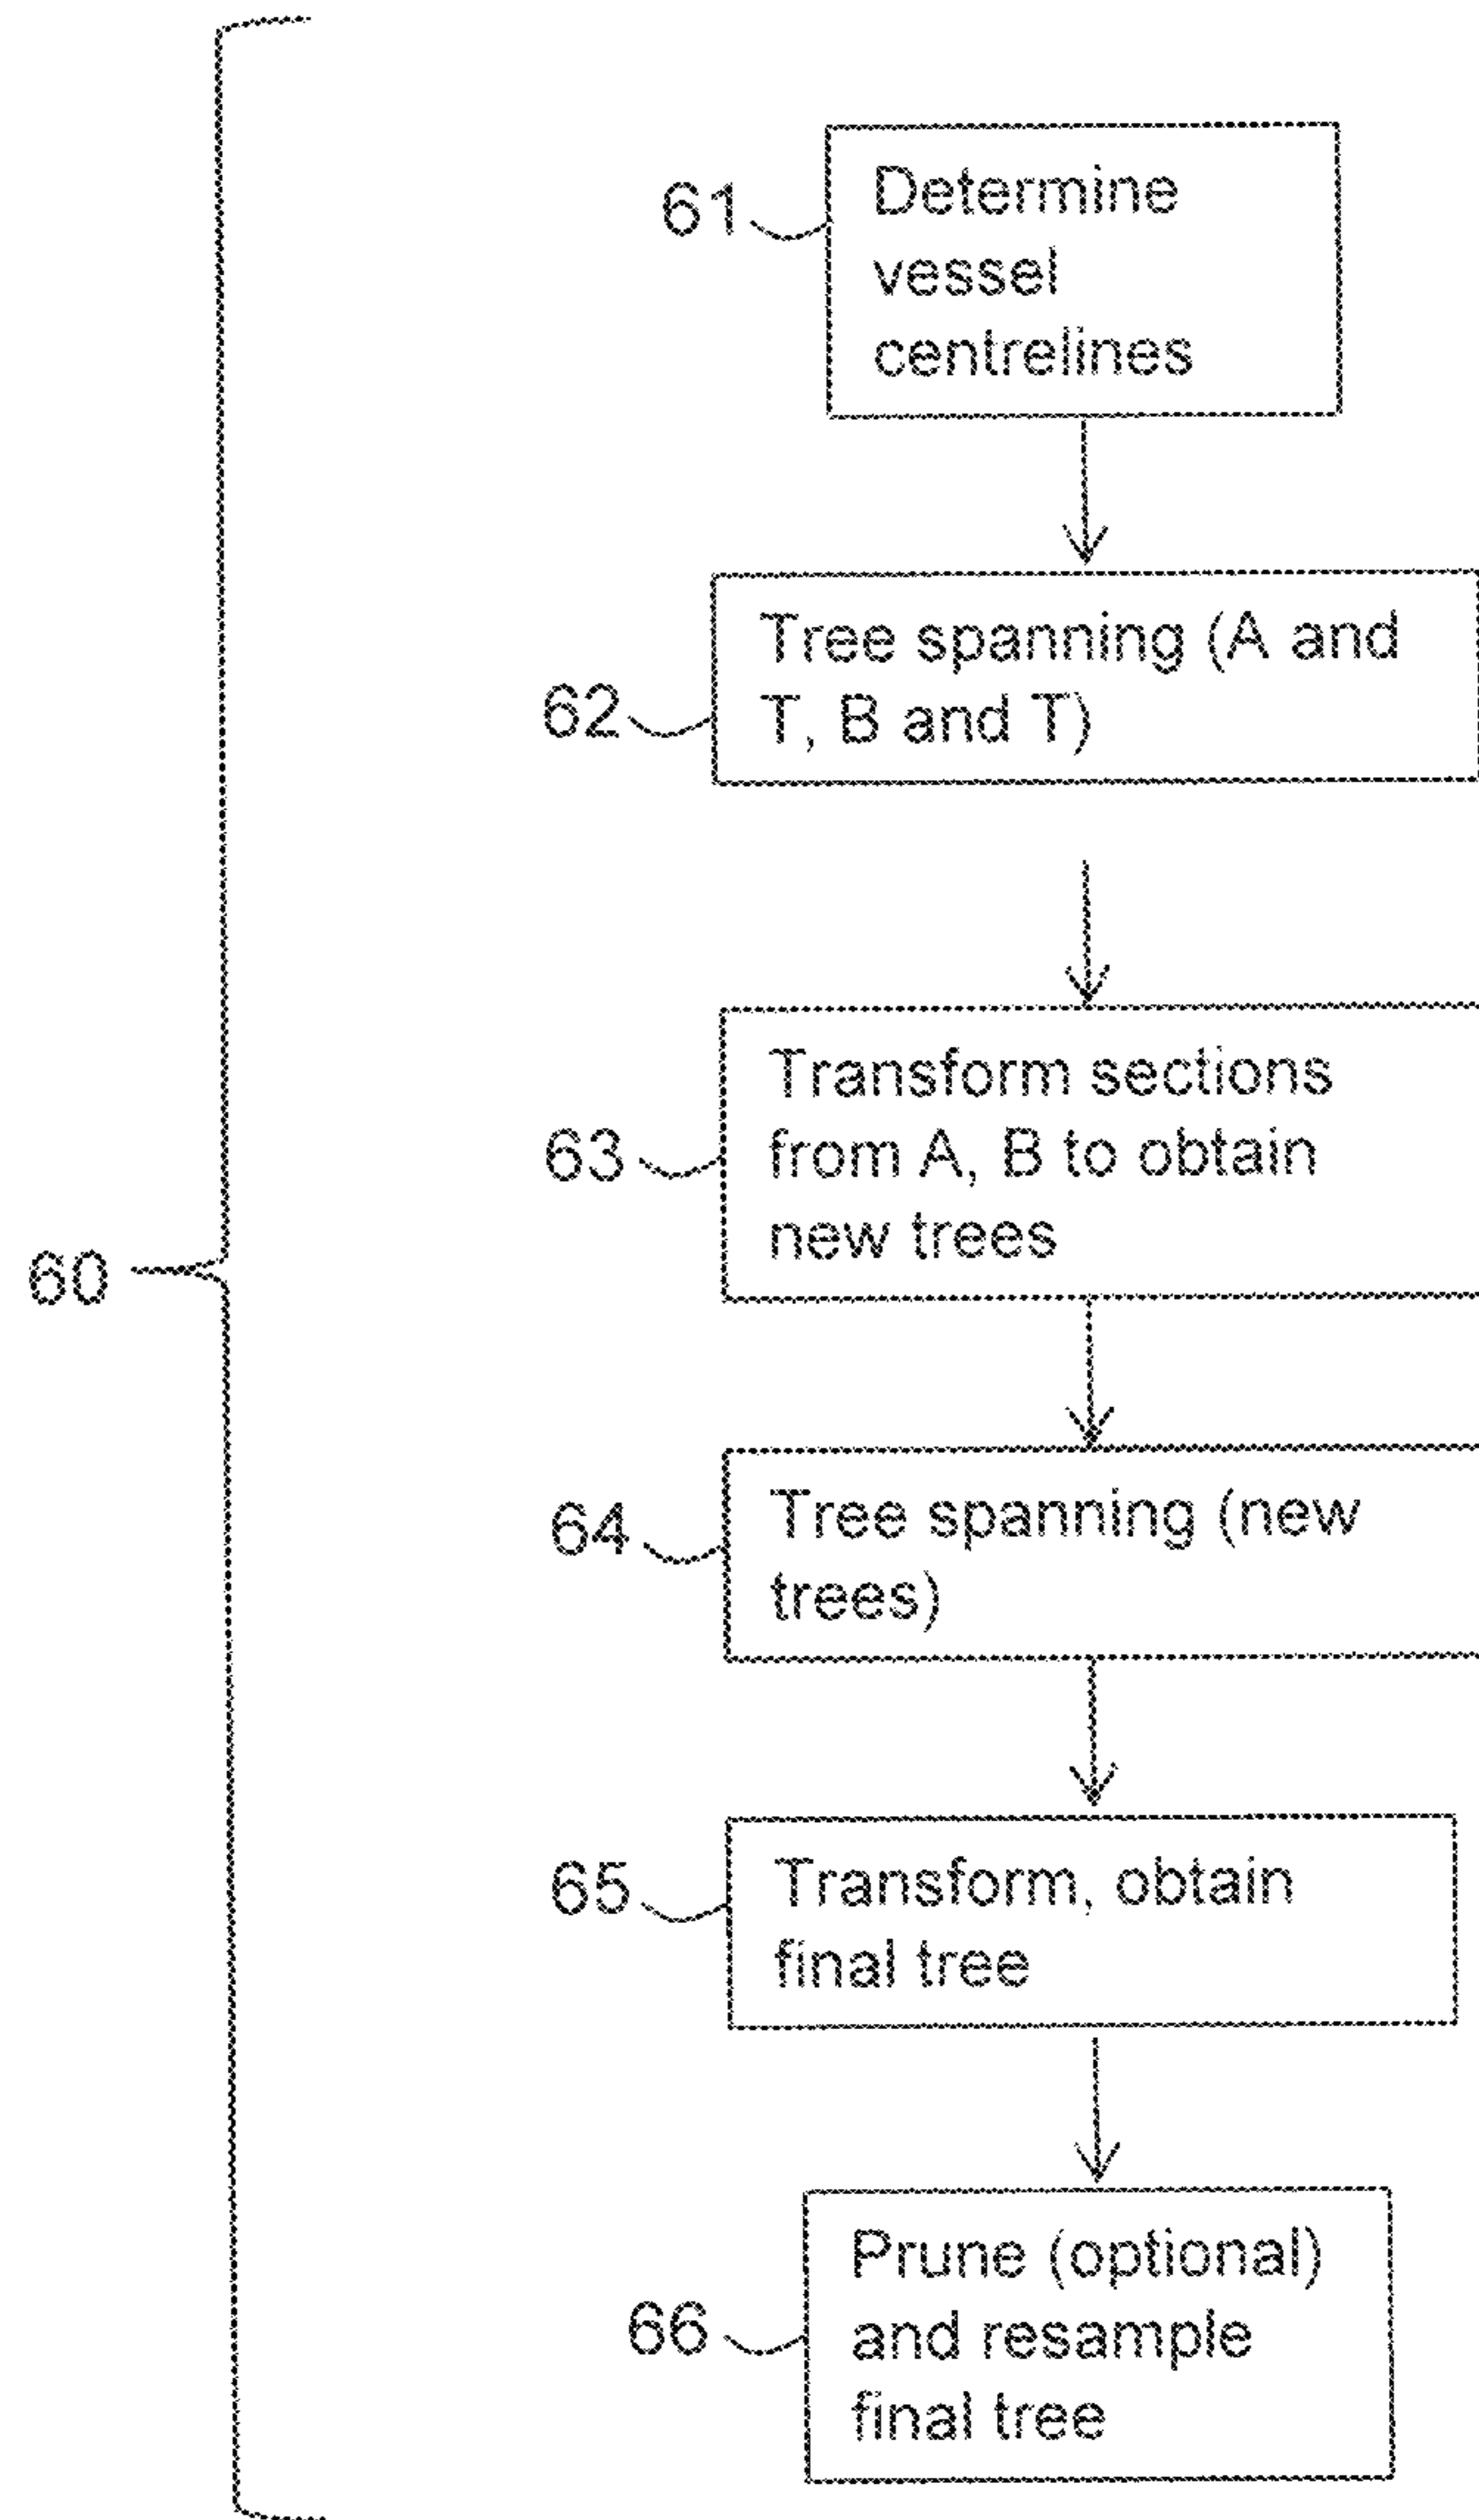 61
Determine
vessel
centrelines
62
Tree spanning (A and
T, B and T)
63
Transform sections
from A, B to obtain
new trees
60
64
Tree spanning (new
trees)
65
Transform, obtain
final tree
66
Prune (optional)
and resample
final tree